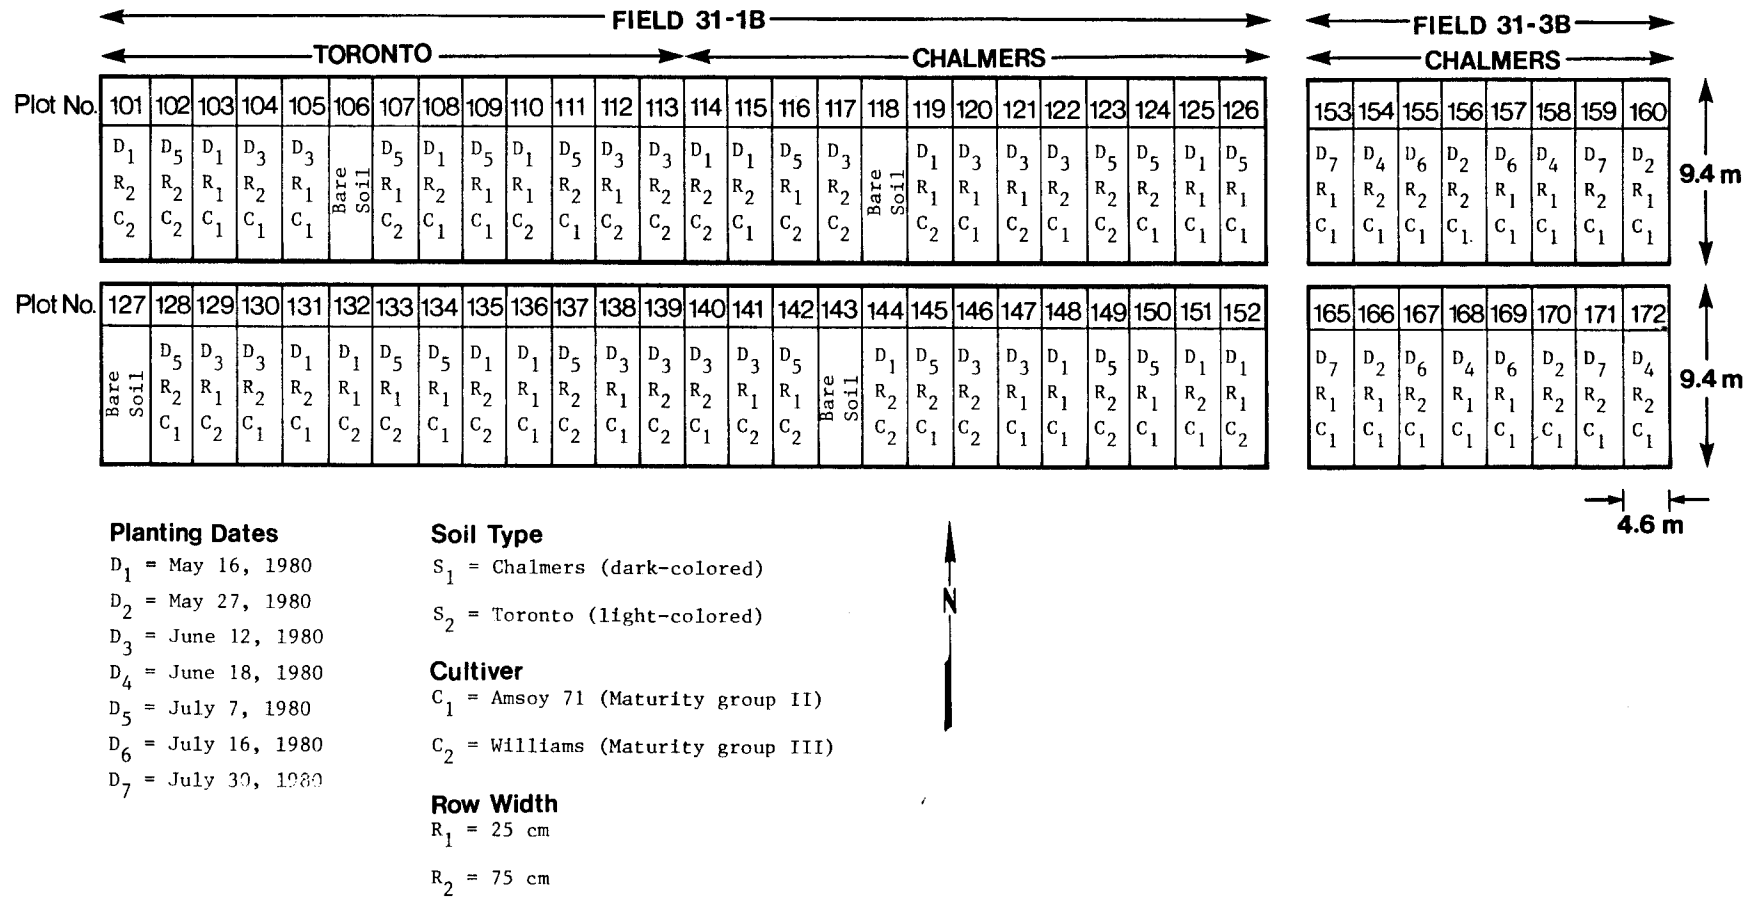 FIELD 31-1B
FIELD 31-3B
TORONTO
CHALMERS
CHALMERS
Plot No. 101 102 103 104 105 106 107 108 109 110 111 112 113 114 115 116 117 118 119 120 121 122 123 124 125 126 153 154 155 156 157 158 159 160
D1 D5 D1 D3 D3 Bare Soil D5 D1 D5 D1 D5 D3 D3 D1 D1 D5 D3 Bare Soil D1 D3 D3 D3 D5 D5 D1 D5 D7 D4 D6 D2 D6 D4 D7 D2
R2 R2 R1 R2 R1 R1 R2 R1 R1 R2 R1 R2 R2 R2 R1 R2 R1 R1 R1 R2 R2 R2 R1 R1 R1 R2 R2 R2 R1 R1 R2 R1
C2 C2 C1 C1 C1 C2 C1 C1 C2 C1 C2 C2 C2 C1 C2 C2 C2 C1 C2 C1 C2 C1 C1 C1 C1 C1 C1 C1 C1 C1 C1 C1
9.4 m
Plot No. 127 128 129 130 131 132 133 134 135 136 137 138 139 140 141 142 143 144 145 146 147 148 149 150 151 152 165 166 167 168 169 170 171 172
Bare Soil D5 D3 D3 D1 D1 D5 D5 D1 D1 D5 D3 D3 D3 D3 D5 Bare Soil D1 D5 D3 D3 D1 D5 D5 D1 D1 D7 D2 D6 D4 D6 D2 D7 D4
R2 R1 R2 R2 R1 R1 R1 R2 R1 R2 R1 R2 R2 R1 R1 R2 R2 R2 R1 R1 R2 R1 R2 R1 R1 R1 R2 R1 R1 R2 R2 R2
C1 C2 C1 C1 C2 C2 C1 C2 C1 C2 C1 C2 C1 C2 C2 C2 C1 C2 C1 C1 C2 C1 C1 C2 C1 C1 C1 C1 C1 C1 C1 C1
9.4 m
4.6 m
Planting Dates
D1 = May 16, 1980
D2 = May 27, 1980
D3 = June 12, 1980
D4 = June 18, 1980
D5 = July 7, 1980
D6 = July 16, 1980
D7 = July 30, 1980
Soil Type
S1 = Chalmers (dark-colored)
S2 = Toronto (light-colored)
Cultiver
C1 = Amsoy 71 (Maturity group II)
C2 = Williams (Maturity group III)
Row Width
R1 = 25 cm
R2 = 75 cm
N